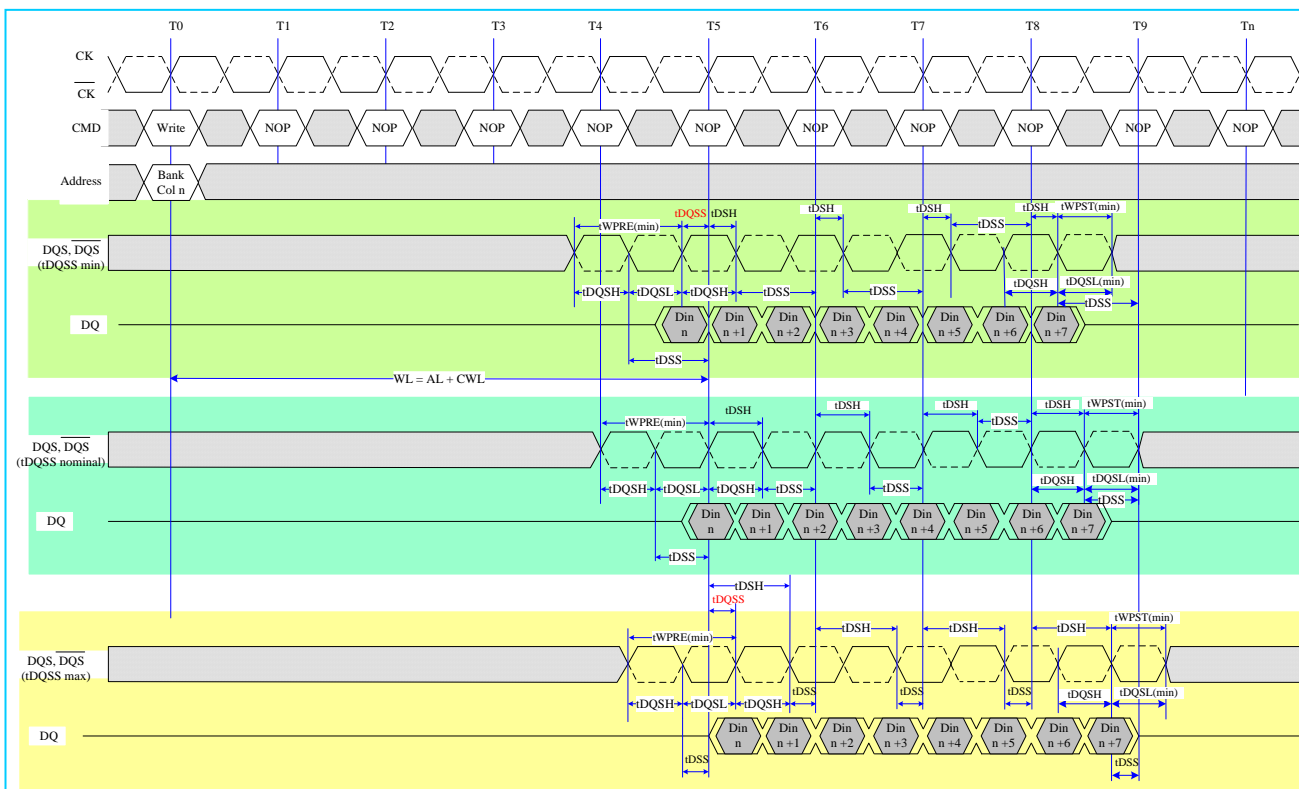 T0 T1 T2 T3 T4 T5 T6 T7 T8 T9 Tn
CK
CK
CMD Write NOP NOP NOP NOP NOP NOP NOP NOP NOP NOP
Address Bank
Col n
tWPRE(min) tDQSS tDSH tDSH tDSH tDSS tDSH tWPST(min)
DQS, DQS
(tDQSS min)
tDQSH tDQSL tDQSH tDSS tDSS tDQSH tDQSL(min)
tDSS
DQ Din Din Din Din Din Din Din Din
n n +1 n +2 n +3 n +4 n +5 n +6 n +7
tDSS
WL = AL + CWL
tWPRE(min) tDSH tDSH tDSH tDSS tDSH tWPST(min)
DQS, DQS
(tDQSS nominal)
tDQSH tDQSL tDQSH tDSS tDSS tDQSH tDQSL(min)
tDSS
DQ Din Din Din Din Din Din Din Din
n n +1 n +2 n +3 n +4 n +5 n +6 n +7
tDSS
tDSH
tDQSS
tWPRE(min) tDSH tDSH tDSH tWPST(min)
DQS, DQS
(tDQSS max)
tDQSH tDQSL tDQSH tDSS tDSS tDSS tDQSH tDQSL(min)
DQ Din Din Din Din Din Din Din Din
n n +1 n +2 n +3 n +4 n +5 n +6 n +7
tDSS tDSS